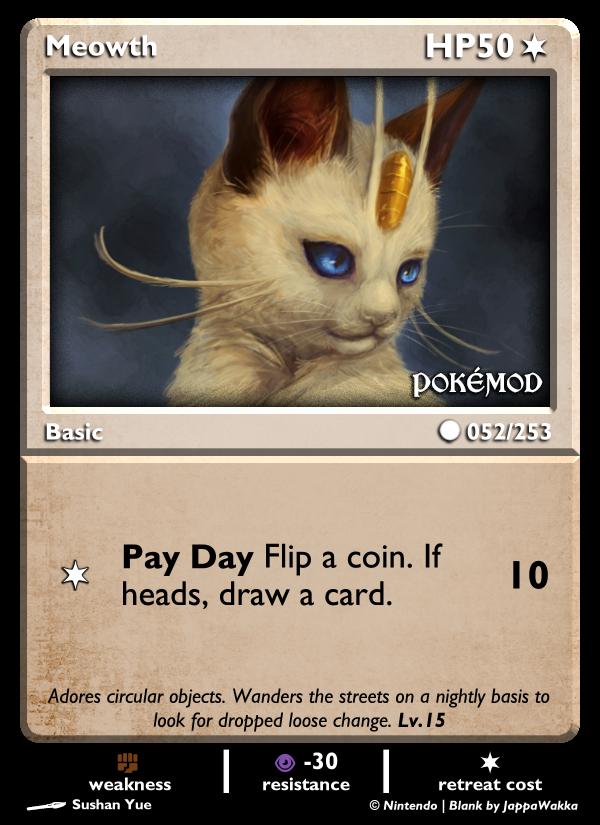 Meowth HP50
POKÉMOD
Basic 052/253
Pay Day Flip a coin. If 10
heads, draw a card.
Adores circular objects. Wanders the streets on a nightly basis to
look for dropped loose change. Lv.15
-30
weakness resistance retreat cost
Sushan Yue © Nintendo | Blank by JappaWakka